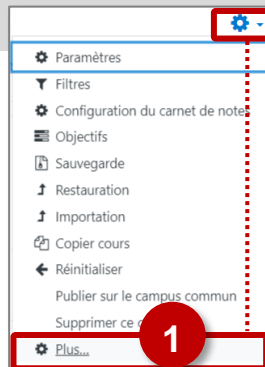 Paramètres
Filtres
Configuration du carnet de notes
Objectifs
Sauvegarde
Restauration
Importation
Copier cours
Réinitialiser
Publier sur le campus commun
Supprimer ce
Plus...
1